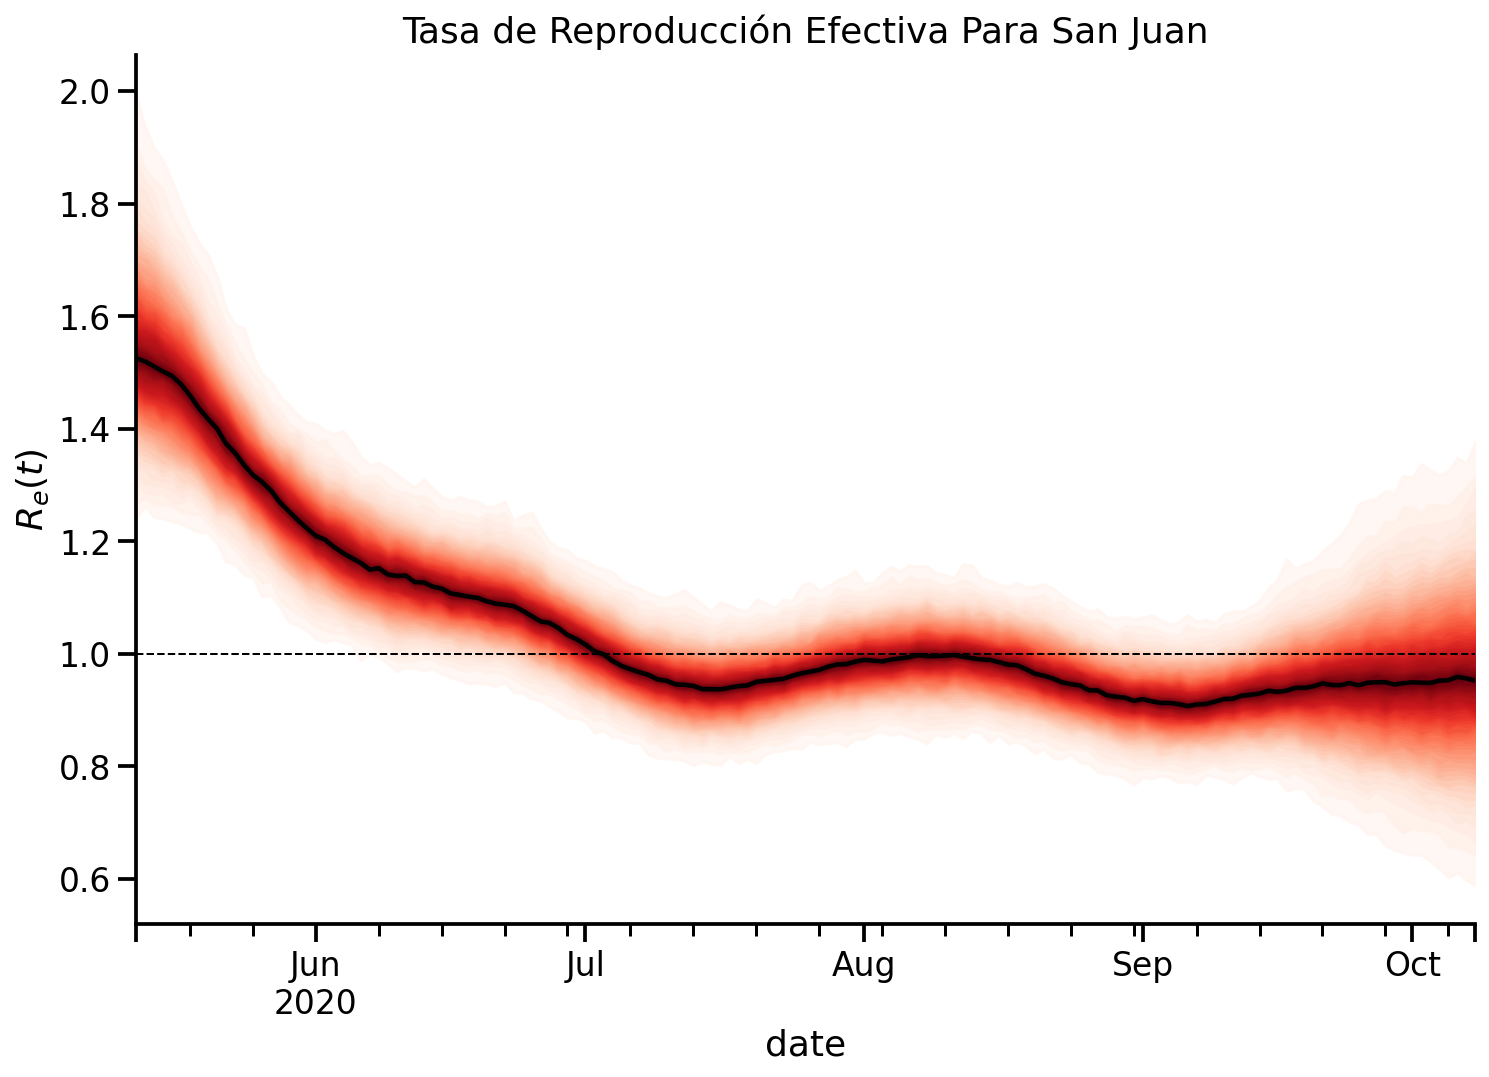 Tasa de Reproducción Efectiva Para San Juan
2.0
1.8
1.6
1.4
1.2
1.0
0.8
0.6
R_e(t)
Jun Jul Aug Sep Oct
2020
date